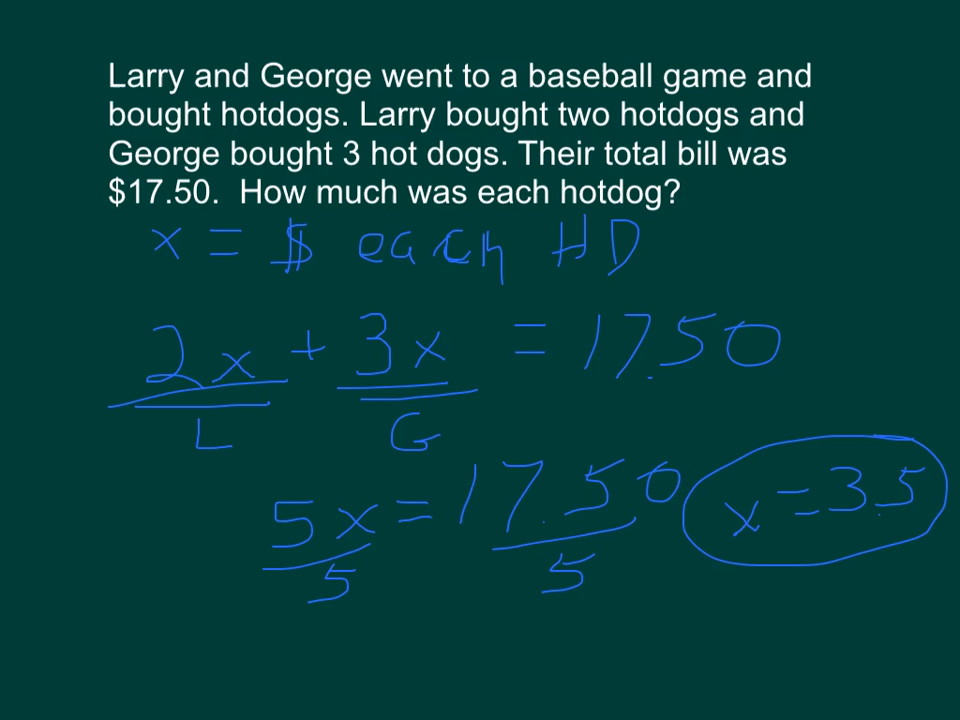 Larry and George went to a baseball game and
bought hotdogs. Larry bought two hotdogs and
George bought 3 hot dogs. Their total bill was
$17.50. How much was each hotdog?
x = $ each HD
2x + 3x = 17.50
L G
5x = 17.50 x = 3.5
5 5